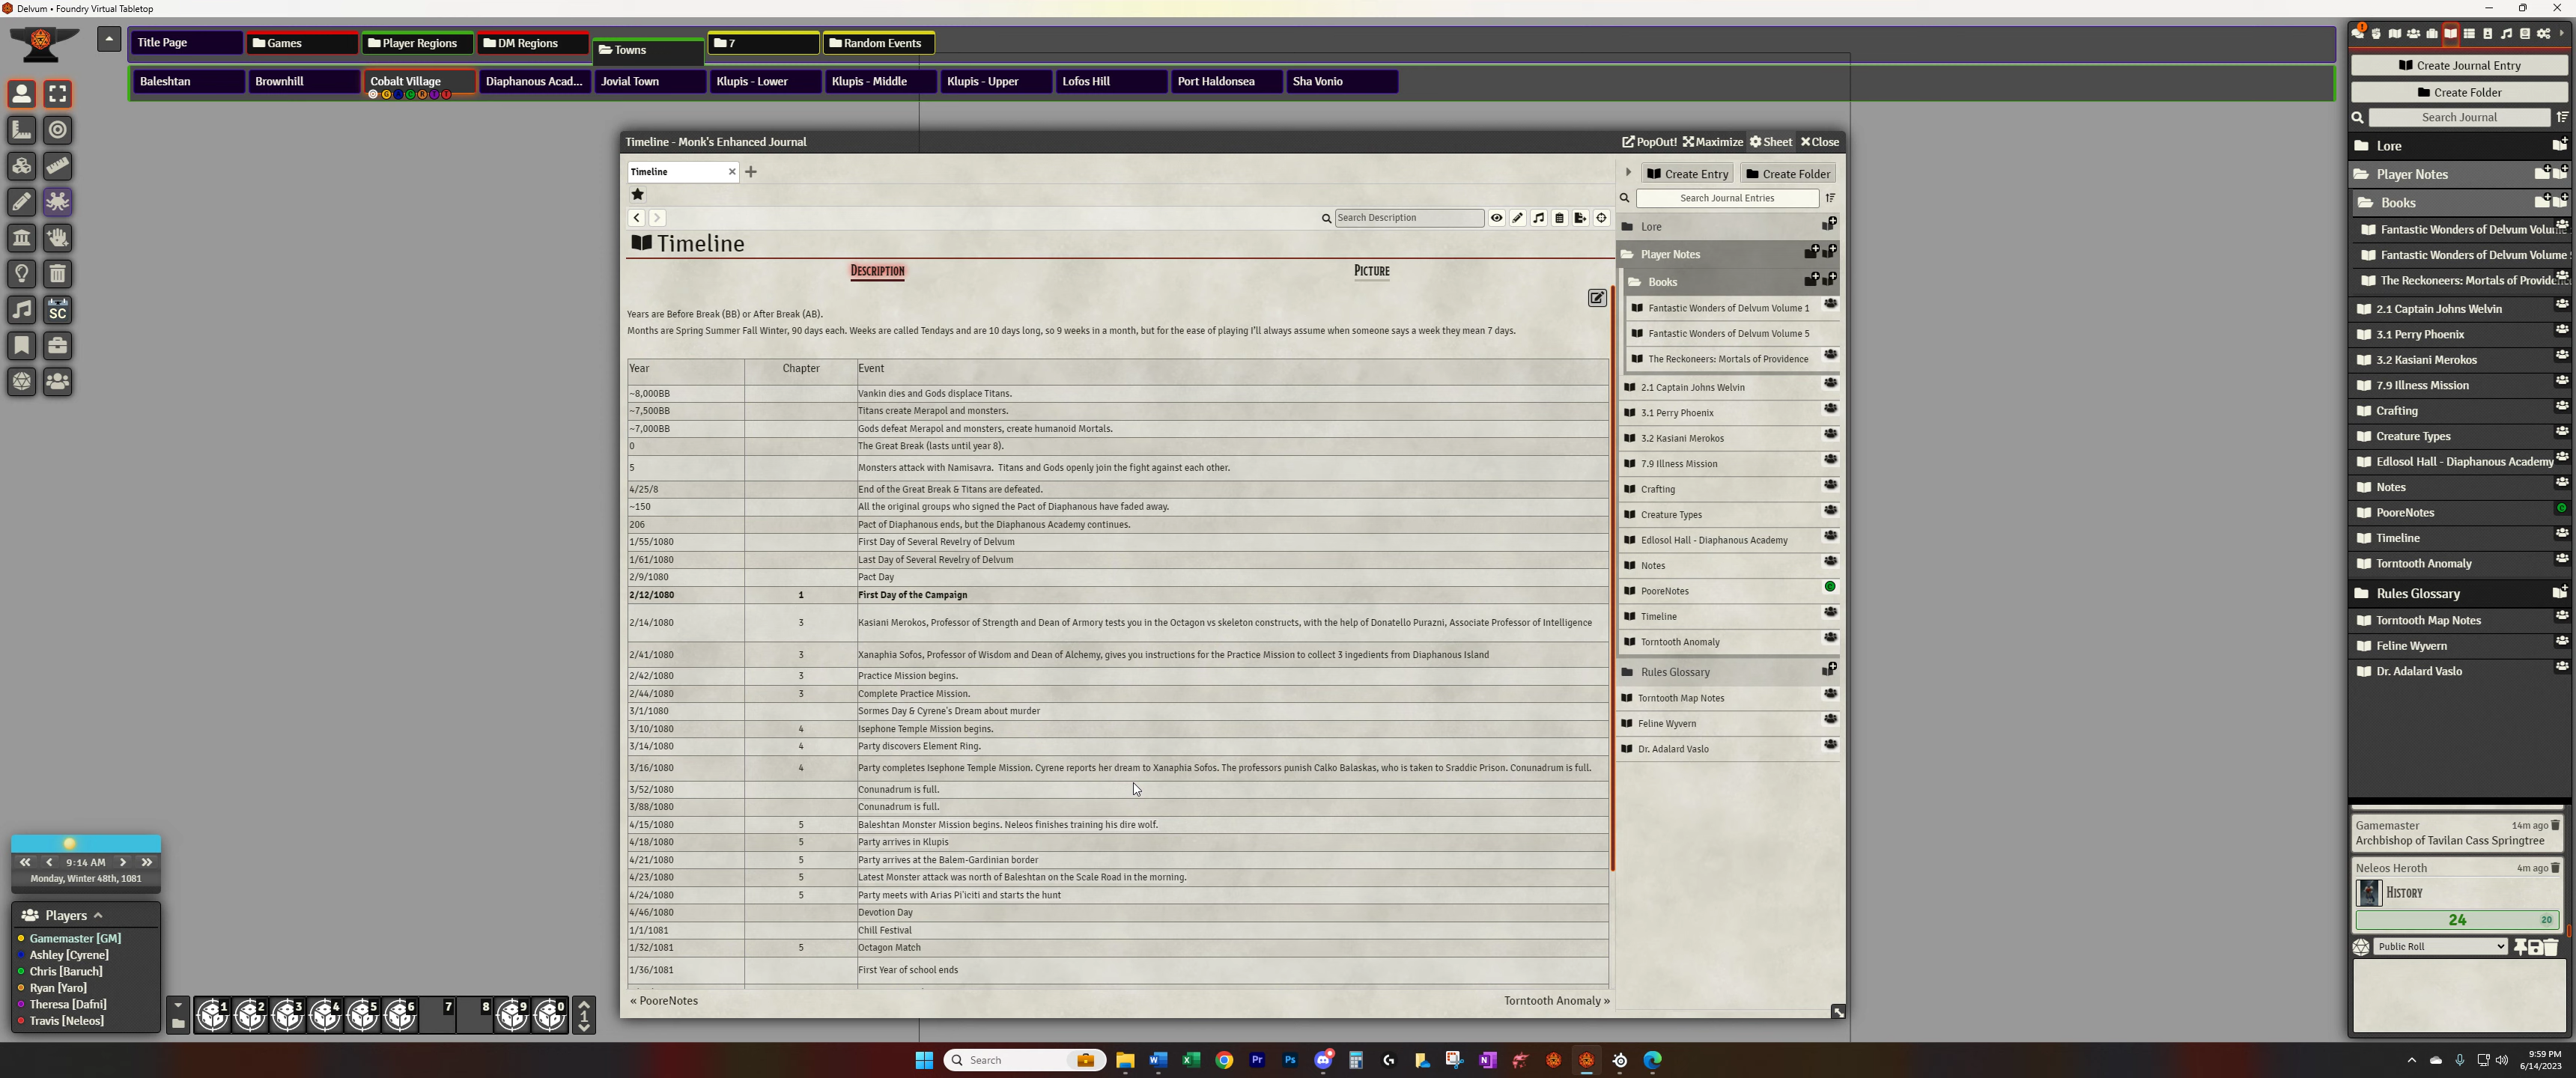 Delvum • Foundry Virtual Tabletop
Title Page
Games
Player Regions
DM Regions
Towns
7
Random Events
Baleshtan
Brownhill
Cobalt Village
Diaphanous Acad...
Jovial Town
Klupis - Lower
Klupis - Middle
Klupis - Upper
Lofos Hill
Port Haldonsea
Sha Vonio
SC
9:14 AM
Monday, Winter 48th, 1081
Players
Gamemaster [GM]
Ashley [Cyrene]
Chris [Baruch]
Ryan [Yaro]
Theresa [Dafni]
Travis [Neleos]
1 2 3 4 5 6 7 8 9 0
1
Timeline - Monk's Enhanced Journal
PopOut! Maximize Sheet Close
Timeline
Search Description
Timeline
Description
Picture
Years are Before Break (BB) or After Break (AB).
Months are Spring Summer Fall Winter, 90 days each. Weeks are called Tendays and are 10 days long, so 9 weeks in a month, but for the ease of playing I'll always assume when someone says a week they mean 7 days.
Year Chapter Event
~8,000BB Vankin dies and Gods displace Titans.
~7,500BB Titans create Merapol and monsters.
~7,000BB Gods defeat Merapol and monsters, create humanoid Mortals.
0 The Great Break (lasts until year 8).
5 Monsters attack with Namisavra. Titans and Gods openly join the fight against each other.
4/25/8 End of the Great Break & Titans are defeated.
~150 All the original groups who signed the Pact of Diaphanous have faded away.
206 Pact of Diaphanous ends, but the Diaphanous Academy continues.
1/55/1080 First Day of Several Revelry of Delvum
1/61/1080 Last Day of Several Revelry of Delvum
2/9/1080 Pact Day
2/12/1080 1 First Day of the Campaign
2/14/1080 3 Kasiani Merokos, Professor of Strength and Dean of Armory tests you in the Octagon vs skeleton constructs, with the help of Donatello Purazni, Associate Professor of Intelligence
2/41/1080 3 Xanaphia Sofos, Professor of Wisdom and Dean of Alchemy, gives you instructions for the Practice Mission to collect 3 ingedients from Diaphanous Island
2/42/1080 3 Practice Mission begins.
2/44/1080 3 Complete Practice Mission.
3/1/1080 Sormes Day & Cyrene's Dream about murder
3/10/1080 4 Isephone Temple Mission begins.
3/14/1080 4 Party discovers Element Ring.
3/16/1080 4 Party completes Isephone Temple Mission. Cyrene reports her dream to Xanaphia Sofos. The professors punish Calko Balaskas, who is taken to Sraddic Prison. Conundrum is full.
3/52/1080 Conundrum is full.
3/88/1080 Conundrum is full.
4/15/1080 5 Baleshtan Monster Mission begins. Neleos finishes training his dire wolf.
4/18/1080 5 Party arrives in Klupis
4/21/1080 5 Party arrives at the Balem-Gardinian border
4/23/1080 5 Latest Monster attack was north of Baleshtan on the Scale Road in the morning.
4/24/1080 5 Party meets with Arias Pi'iciti and starts the hunt
4/46/1080 Devotion Day
1/1/1081 Chill Festival
1/32/1081 5 Octagon Match
1/36/1081 First Year of school ends
« PooreNotes
Torntooth Anomaly »
Create Entry
Create Folder
Search Journal Entries
Lore
Player Notes
Books
Fantastic Wonders of Delvum Volume 1
Fantastic Wonders of Delvum Volume 5
The Reckoneers: Mortals of Providence
2.1 Captain Johns Welvin
3.1 Perry Phoenix
3.2 Kasiani Merokos
7.9 Illness Mission
Crafting
Creature Types
Edlosol Hall - Diaphanous Academy
Notes
PooreNotes
Timeline
Torntooth Anomaly
Rules Glossary
Torntooth Map Notes
Feline Wyvern
Dr. Adalard Vaslo
Create Journal Entry
Create Folder
Search Journal
Lore
Player Notes
Books
Fantastic Wonders of Delvum Volum
Fantastic Wonders of Delvum Volume
The Reckoneers: Mortals of Provide
2.1 Captain Johns Welvin
3.1 Perry Phoenix
3.2 Kasiani Merokos
7.9 Illness Mission
Crafting
Creature Types
Edlosol Hall - Diaphanous Academy
Notes
PooreNotes
Timeline
Torntooth Anomaly
Rules Glossary
Torntooth Map Notes
Feline Wyvern
Dr. Adalard Vaslo
Gamemaster 14m ago
Archbishop of Tavilan Cass Springtree
Neleos Heroth 4m ago
History
24 20
Public Roll
Search
Pr
Ps
9:59 PM
6/14/2023